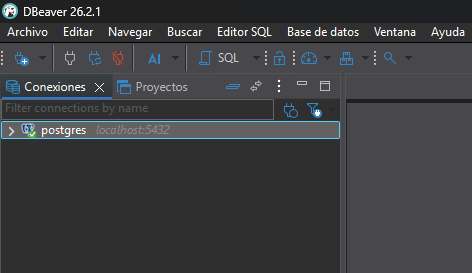 DBeaver 26.2.1
Archivo Editar Navegar Buscar Editor SQL Base de datos Ventana Ayuda
AI SQL
Conexiones Proyectos
Filter connections by name
postgres localhost:5432